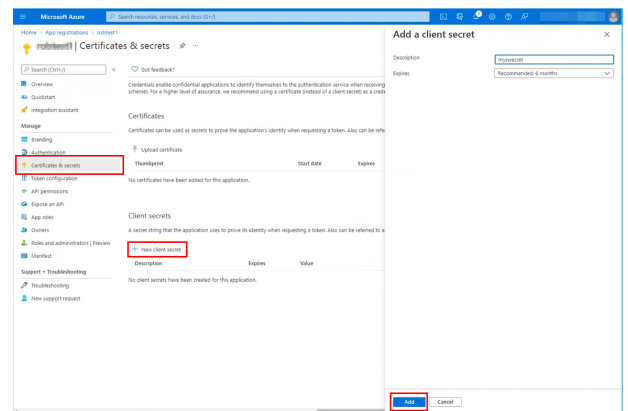 Microsoft Azure
Search resources, services, and docs (G+/)
Home > App registrations > robtest1
| Certificates & secrets
Search (Ctrl+/)
Overview
Quickstart
Integration assistant
Manage
Branding
Authentication
Certificates & secrets
Token configuration
API permissions
Expose an API
App roles
Owners
Roles and administrators | Preview
Manifest
Support + Troubleshooting
Troubleshooting
New support request
Got feedback?
Credentials enable confidential applications to identify themselves to the authentication service when receiving
scheme). For a higher level of assurance, we recommend using a certificate (instead of a client secret) as a crede
Certificates
Certificates can be used as secrets to prove the application's identity when requesting a token. Also can be refe
Upload certificate
Thumbprint Start date Expires
No certificates have been added for this application.
Client secrets
A secret string that the application uses to prove its identity when requesting a token. Also can be referred to a
New client secret
Description Expires Value
No client secrets have been created for this application.
Add a client secret
Description myswecret
Expires Recommended: 6 months
Add Cancel